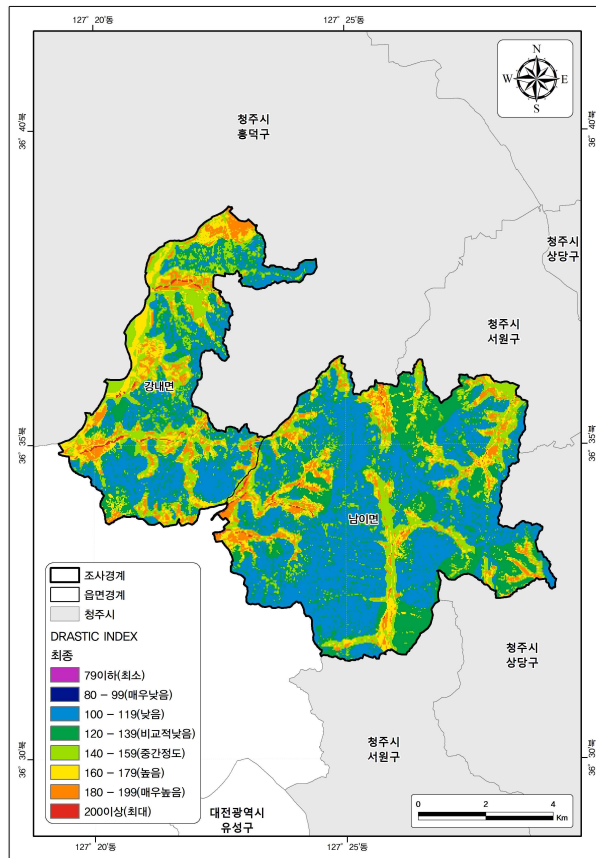 127° 20'동
127° 25'동
36° 40'북
36° 40'북
N
W
E
S
청주시
흥덕구
청주시
상당구
청주시
서원구
강내면
36° 35'북
36° 35'북
남이면
조사경계
읍면경계
청주시
DRASTIC INDEX
최종
79이하(최소)
80 - 99(매우낮음)
100 - 119(낮음)
120 - 139(비교적낮음)
140 - 159(중간정도)
160 - 179(높음)
180 - 199(매우높음)
200이상(최대)
청주시
상당구
청주시
서원구
36° 30'북
36° 30'북
대전광역시
유성구
0 2 4
Km
127° 20'동
127° 25'동